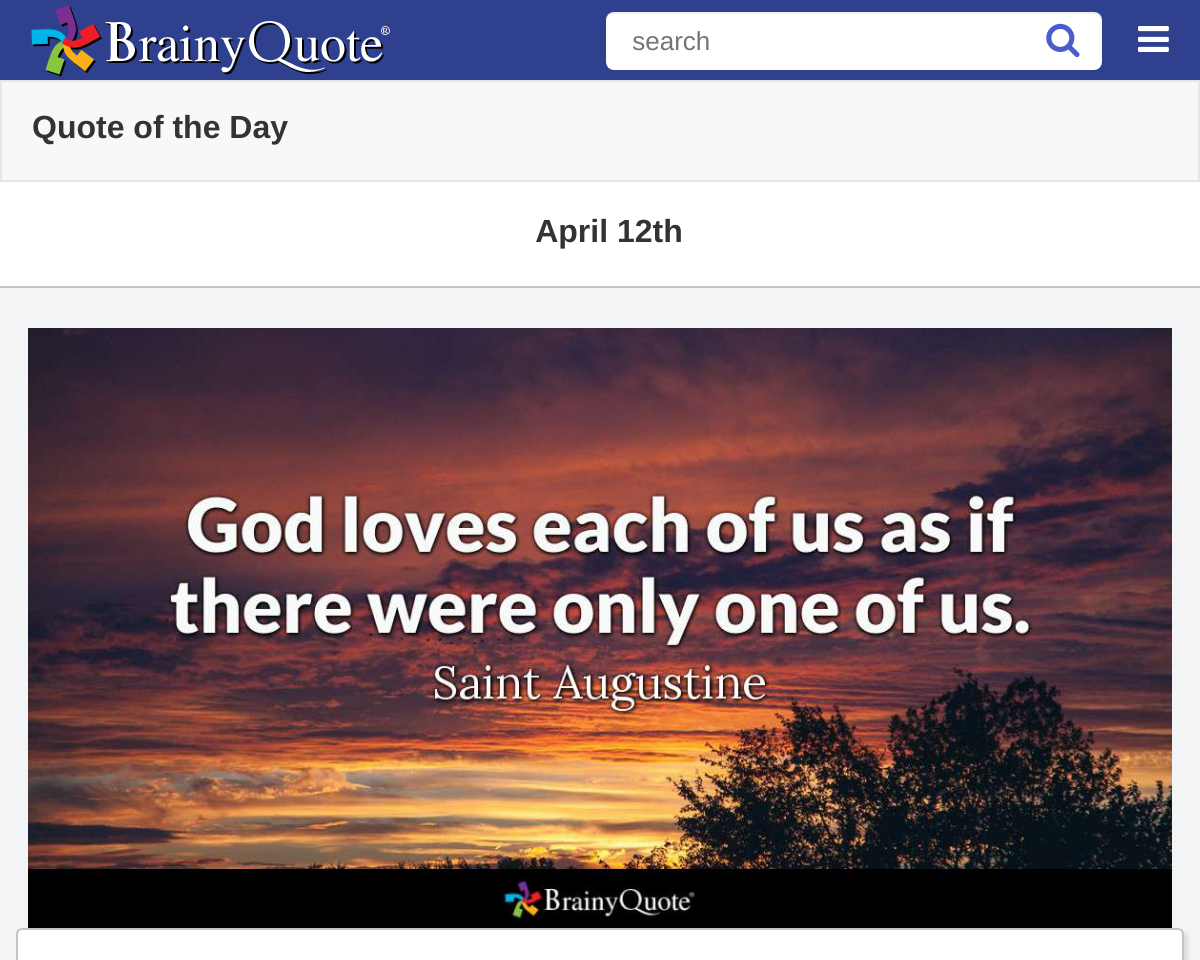 BrainyQuote®
search
Quote of the Day
April 12th
God loves each of us as if
there were only one of us.
Saint Augustine
BrainyQuote®